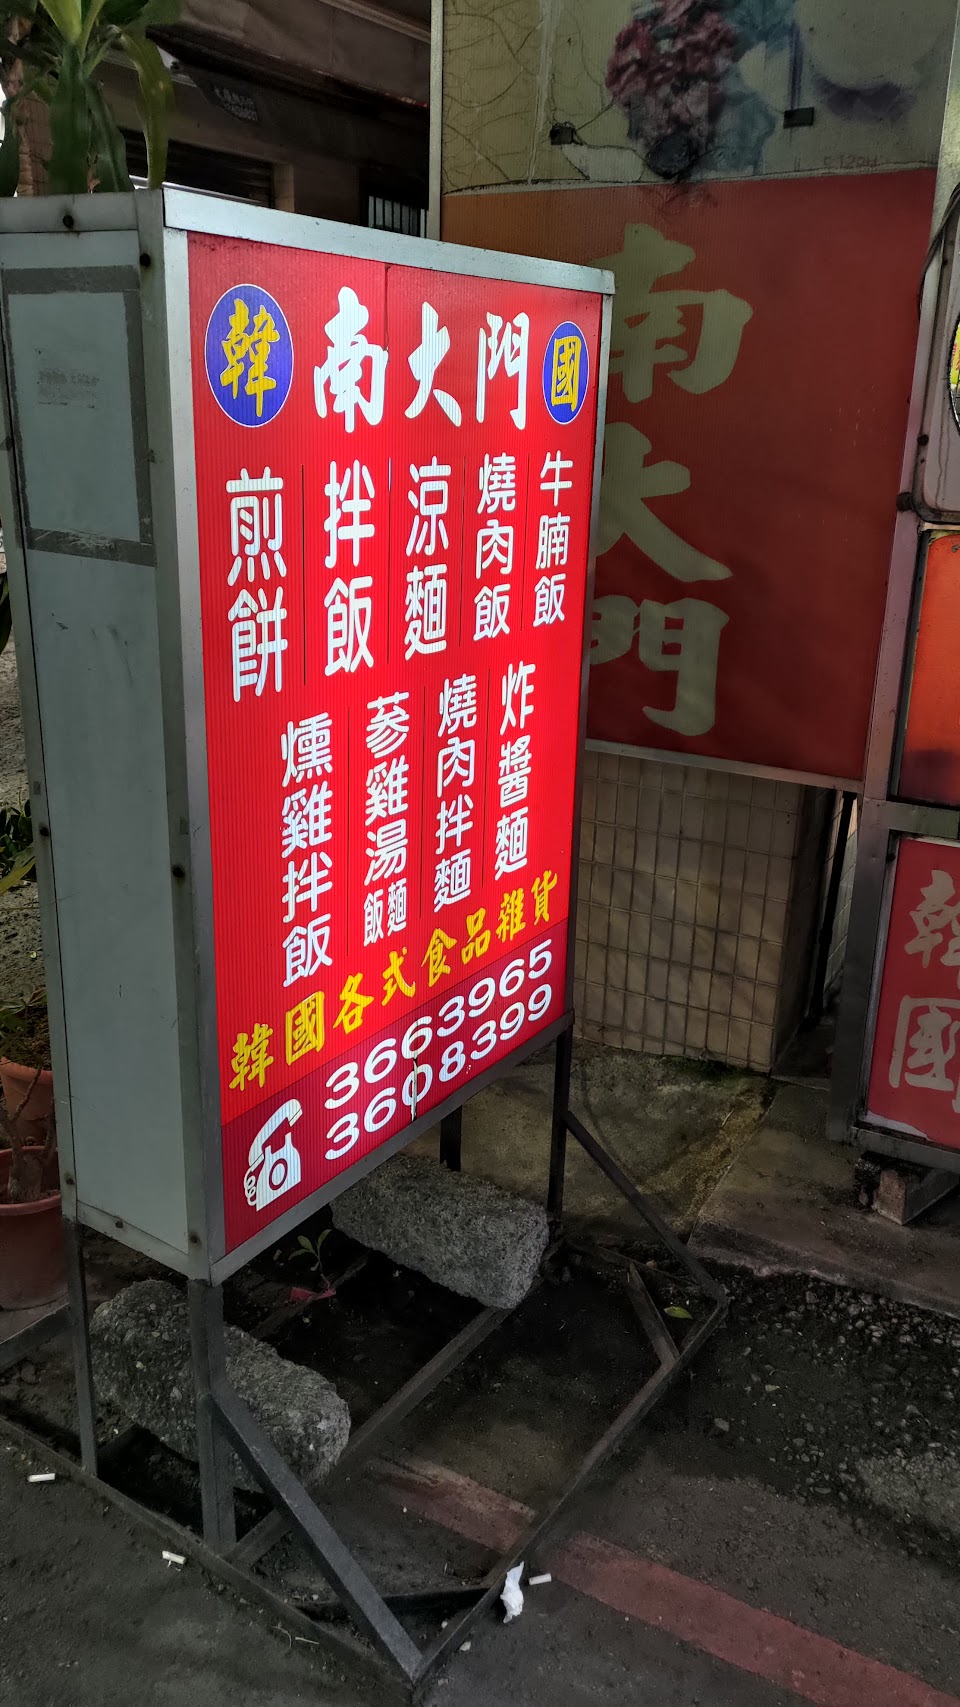 韓 南大門 國
牛腩飯
燒肉飯
涼麵
拌飯
煎餅
炸醬麵
燒肉拌麵
蔘雞湯飯麵
燻雞拌飯
韓國各式食品雜貨
3663965
3608399
南大門
韓國